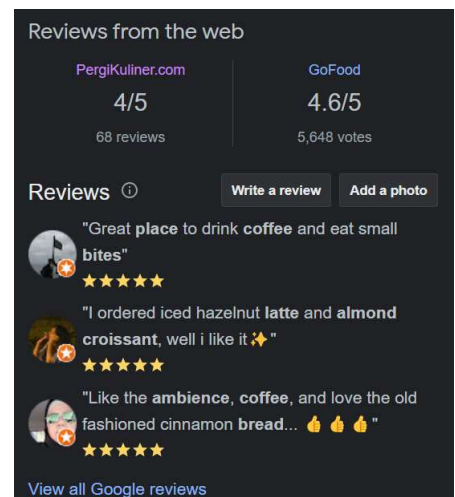 Reviews from the web
PergiKuliner.com GoFood
4/5 4.6/5
68 reviews 5,648 votes
Reviews Write a review Add a photo
"Great place to drink coffee and eat small
bites"
"I ordered iced hazelnut latte and almond
croissant, well i like it✨"
"Like the ambience, coffee, and love the old
fashioned cinnamon bread... 👍 👍 👍"
View all Google reviews